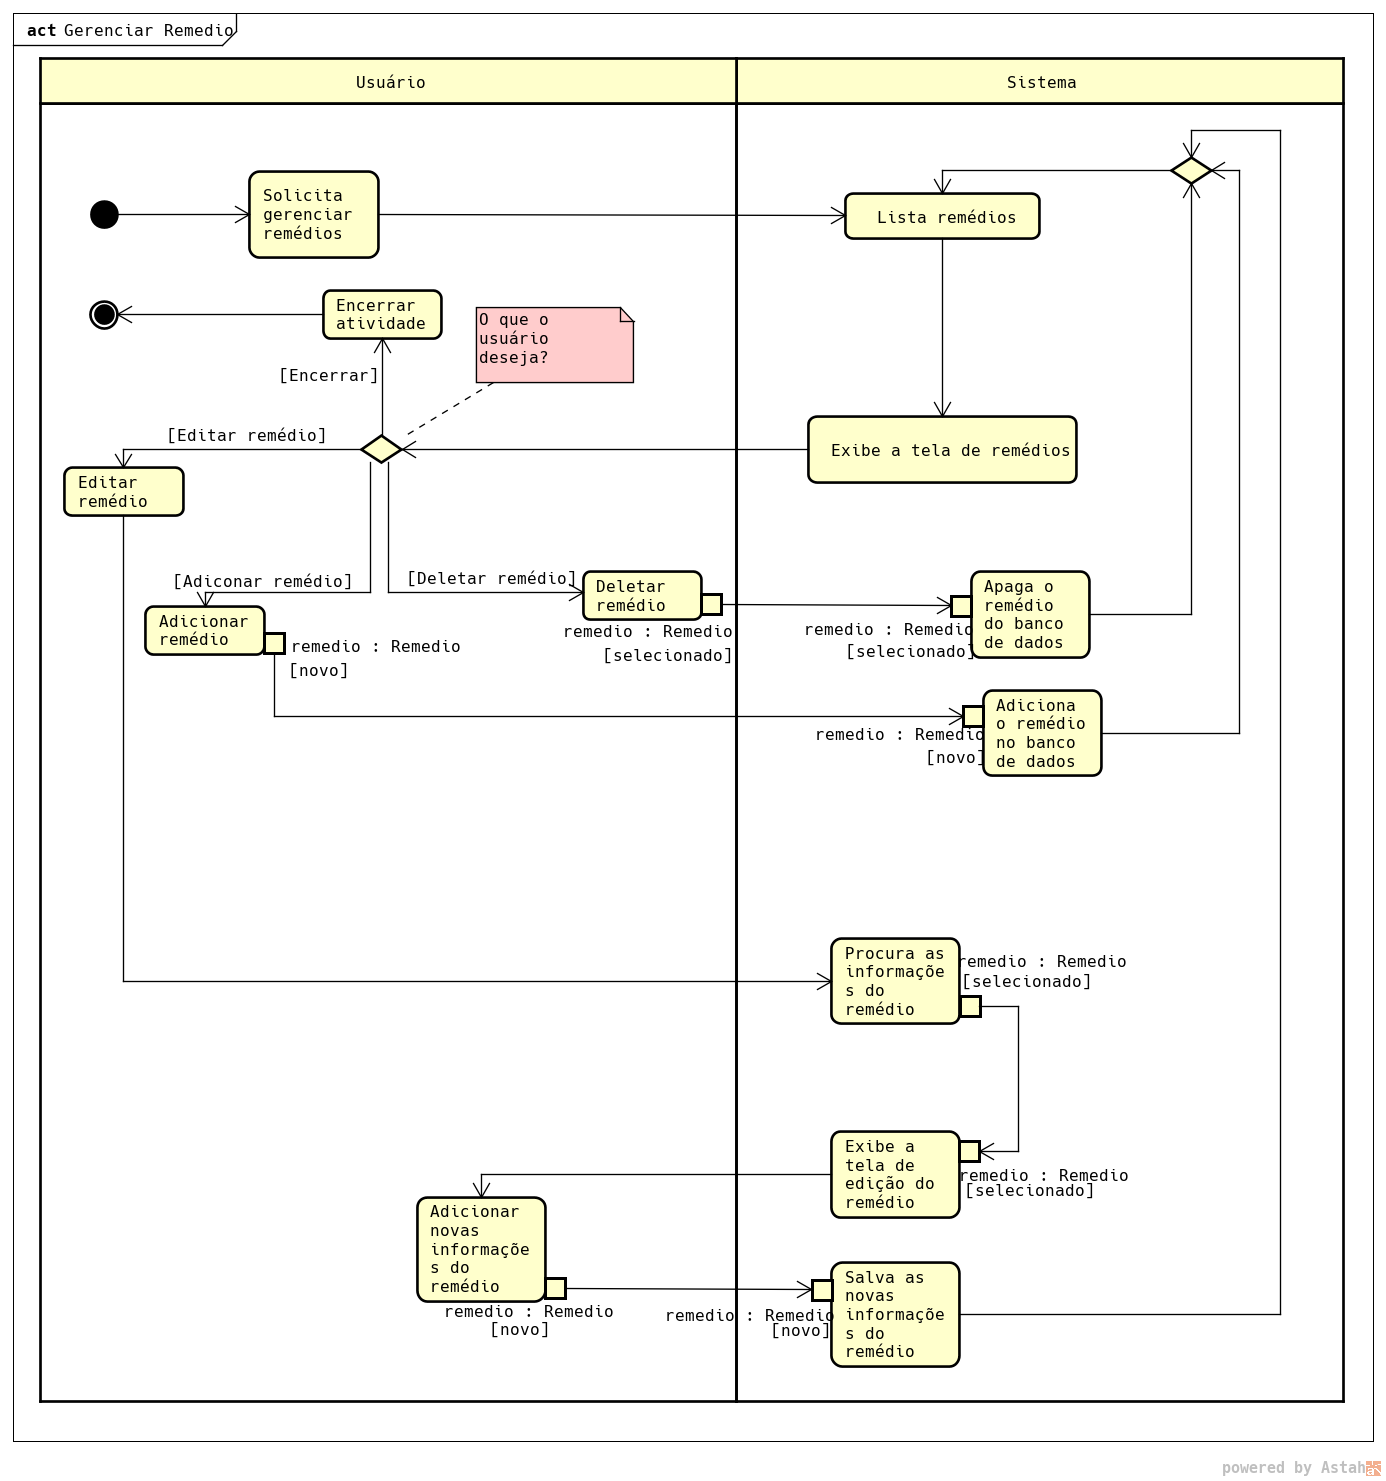 act Gerenciar Remedio
Usuário
Sistema
Solicita
gerenciar
remédios
Lista remédios
Encerrar
atividade
O que o
usuário
deseja?
[Encerrar]
[Editar remédio]
Exibe a tela de remédios
Editar
remédio
[Adiconar remédio]
[Deletar remédio]
Deletar
remédio
remedio : Remedio
[selecionado]
Apaga o
remédio
do banco
de dados
remedio : Remedio
[selecionado]
Adicionar
remédio
remedio : Remedio
[novo]
Adiciona
o remédio
no banco
de dados
remedio : Remedio
[novo]
Procura as
informaçõe
s do
remédio
remedio : Remedio
[selecionado]
Exibe a
tela de
edição do
remédio
remedio : Remedio
[selecionado]
Adicionar
novas
informaçõe
s do
remédio
remedio : Remedio
[novo]
Salva as
novas
informaçõe
s do
remédio
remedio : Remedio
[novo]
powered by Astah